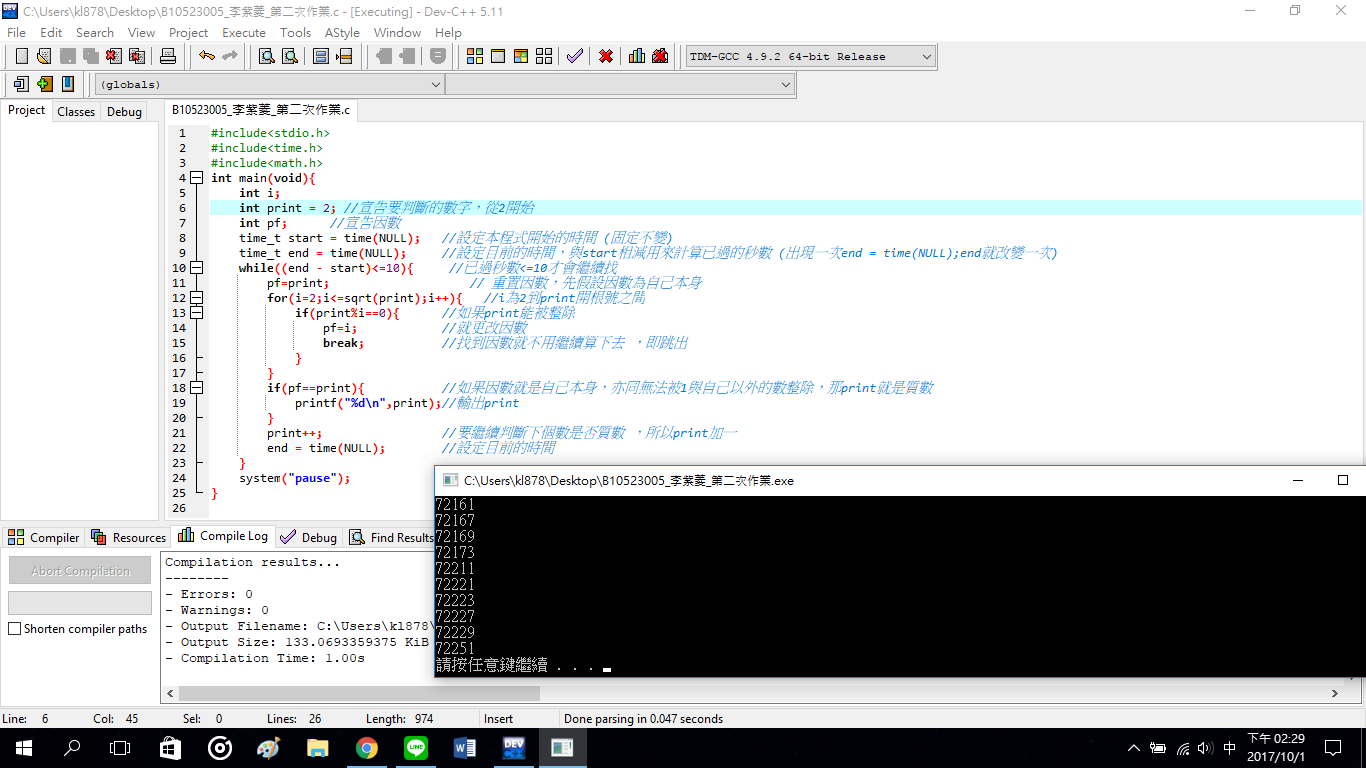 C:\Users\kl878\Desktop\B10523005_李紫菱_第二次作業.c - [Executing] - Dev-C++ 5.11
File Edit Search View Project Execute Tools AStyle Window Help
TDM-GCC 4.9.2 64-bit Release
(globals)
Project Classes Debug
B10523005_李紫菱_第二次作業.c
1 #include<stdio.h>
2 #include<time.h>
3 #include<math.h>
4 int main(void){
5 int i;
6 int print = 2; //宣告要判斷的數字，從2開始
7 int pf; //宣告因數
8 time_t start = time(NULL); //設定本程式開始的時間 (固定不變)
9 time_t end = time(NULL); //設定目前的時間，與start相減用來計算已過的秒數 (出現一次end = time(NULL);end就改變一次)
10 while((end - start)<=10){ //已過秒數<=10才會繼續找
11 pf=print; // 重置因數，先假設因數為自己本身
12 for(i=2;i<=sqrt(print);i++){ //i為2到print開根號之間
13 if(print%i==0){ //如果print能被整除
14 pf=i; //就更改因數
15 break; //找到因數就不用繼續算下去 ，即跳出
16 }
17 }
18 if(pf==print){ //如果因數就是自己本身，亦同無法被1與自己以外的數整除，那print就是質數
19 printf("%d\n",print);//輸出print
20 }
21 print++; //要繼續判斷下個數是否質數 ，所以print加一
22 end = time(NULL); //設定目前的時間
23 }
24 system("pause");
25 }
26
C:\Users\kl878\Desktop\B10523005_李紫菱_第二次作業.exe
72161
72167
72169
72173
72211
72221
72223
72227
72229
72251
請按任意鍵繼續 . . .
Compiler Resources Compile Log Debug Find Results
Abort Compilation
Shorten compiler paths
Compilation results...
--------
- Errors: 0
- Warnings: 0
- Output Filename: C:\Users\kl878\
- Output Size: 133.0693359375 KiB
- Compilation Time: 1.00s
Line: 6 Col: 45 Sel: 0 Lines: 26 Length: 974 Insert Done parsing in 0.047 seconds
DEV
LINE
中
下午 02:29
2017/10/1